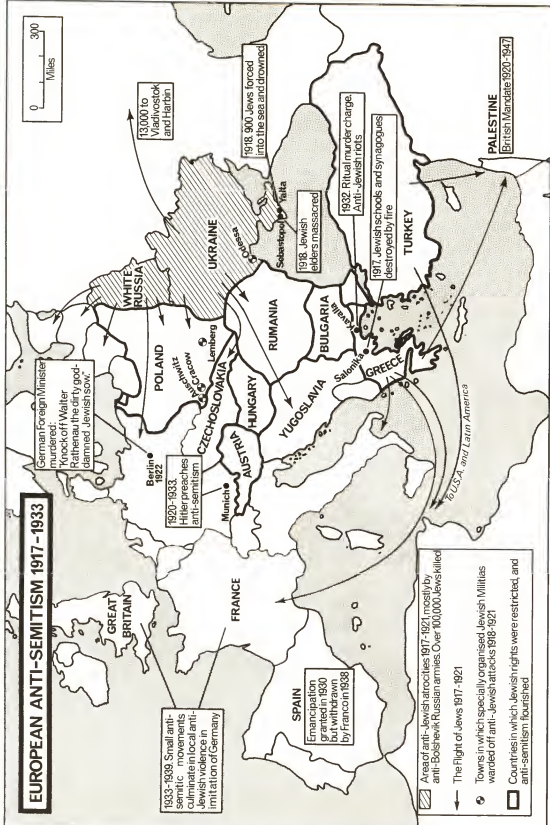 EUROPEAN ANTI-SEMITISM 1917-1933
0 300
Miles
German Foreign Minister
murdered:
"Knock off Walter
Rathenau the dirty god-
damned Jewish sow."
13,000 to
Vladivostok
and Harbin
1918. 900 Jews forced
into the sea and drowned
1918. Jewish
elders massacred
1932. Ritual murder charge.
Anti-Jewish riots
1917. Jewish schools and synagogues
destroyed by fire
PALESTINE
British Mandate 1920-1947
1920-1933.
Hitler preaches
anti-semitism
1933-1939. Small anti-
semitic movements
culminate in local anti-
Jewish violence in
imitation of Germany
Emancipation
granted in 1930
but withdrawn
by Franco in 1938
GREAT
BRITAIN
FRANCE
SPAIN
Berlin
1922
Munich
POLAND
WHITE
RUSSIA
UKRAINE
Auschwitz
Cracow
Lemberg
CZECHOSLOVAKIA
AUSTRIA
HUNGARY
RUMANIA
YUGOSLAVIA
BULGARIA
GREECE
TURKEY
Odessa
Sebastopol
Yalta
Kavalla
Salonika
To U.S.A. and Latin America
Area of anti-Jewish atrocities 1917-1921, mostly by
anti-Bolshevik Russian armies. Over 100,000 Jews killed
The Flight of Jews 1917-1921
Towns in which specially organised Jewish Militias
warded off anti-Jewish attacks 1918-1921
Countries in which Jewish rights were restricted, and
anti-semitism flourished